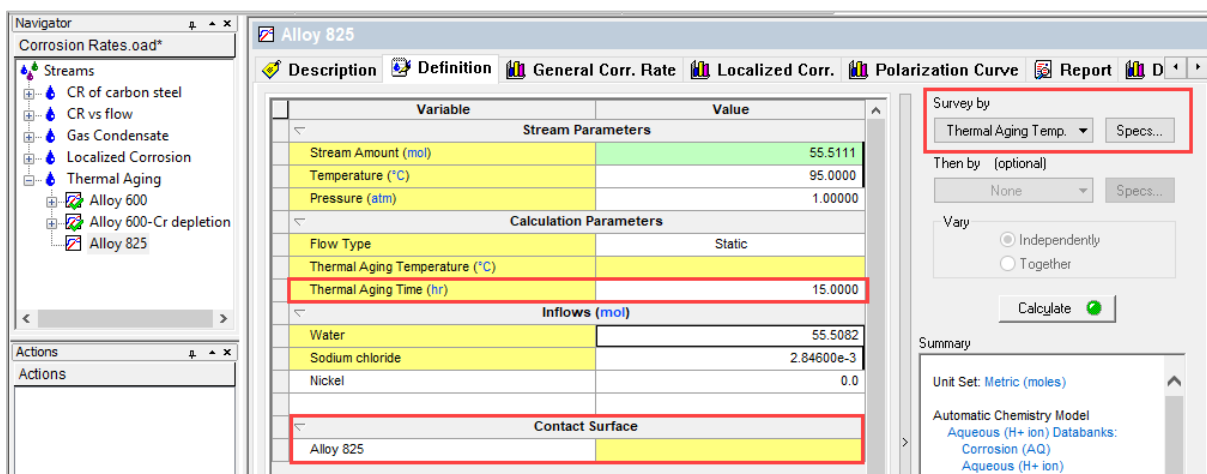 Navigator
Corrosion Rates.oad*
Streams
CR of carbon steel
CR vs flow
Gas Condensate
Localized Corrosion
Thermal Aging
Alloy 600
Alloy 600-Cr depletion
Alloy 825
Actions
Actions
Alloy 825
Description Definition General Corr. Rate Localized Corr. Polarization Curve Report D
Variable Value
Stream Parameters
Stream Amount (mol) 55.5111
Temperature (°C) 95.0000
Pressure (atm) 1.00000
Calculation Parameters
Flow Type Static
Thermal Aging Temperature (°C)
Thermal Aging Time (hr) 15.0000
Inflows (mol)
Water 55.5082
Sodium chloride 2.84600e-3
Nickel 0.0
Contact Surface
Alloy 825
Survey by
Thermal Aging Temp. Specs...
Then by (optional)
None Specs...
Vary
Independently
Together
Calculate
Summary
Unit Set: Metric (moles)
Automatic Chemistry Model
Aqueous (H+ ion) Databanks:
Corrosion (AQ)
Aqueous (H+ ion)